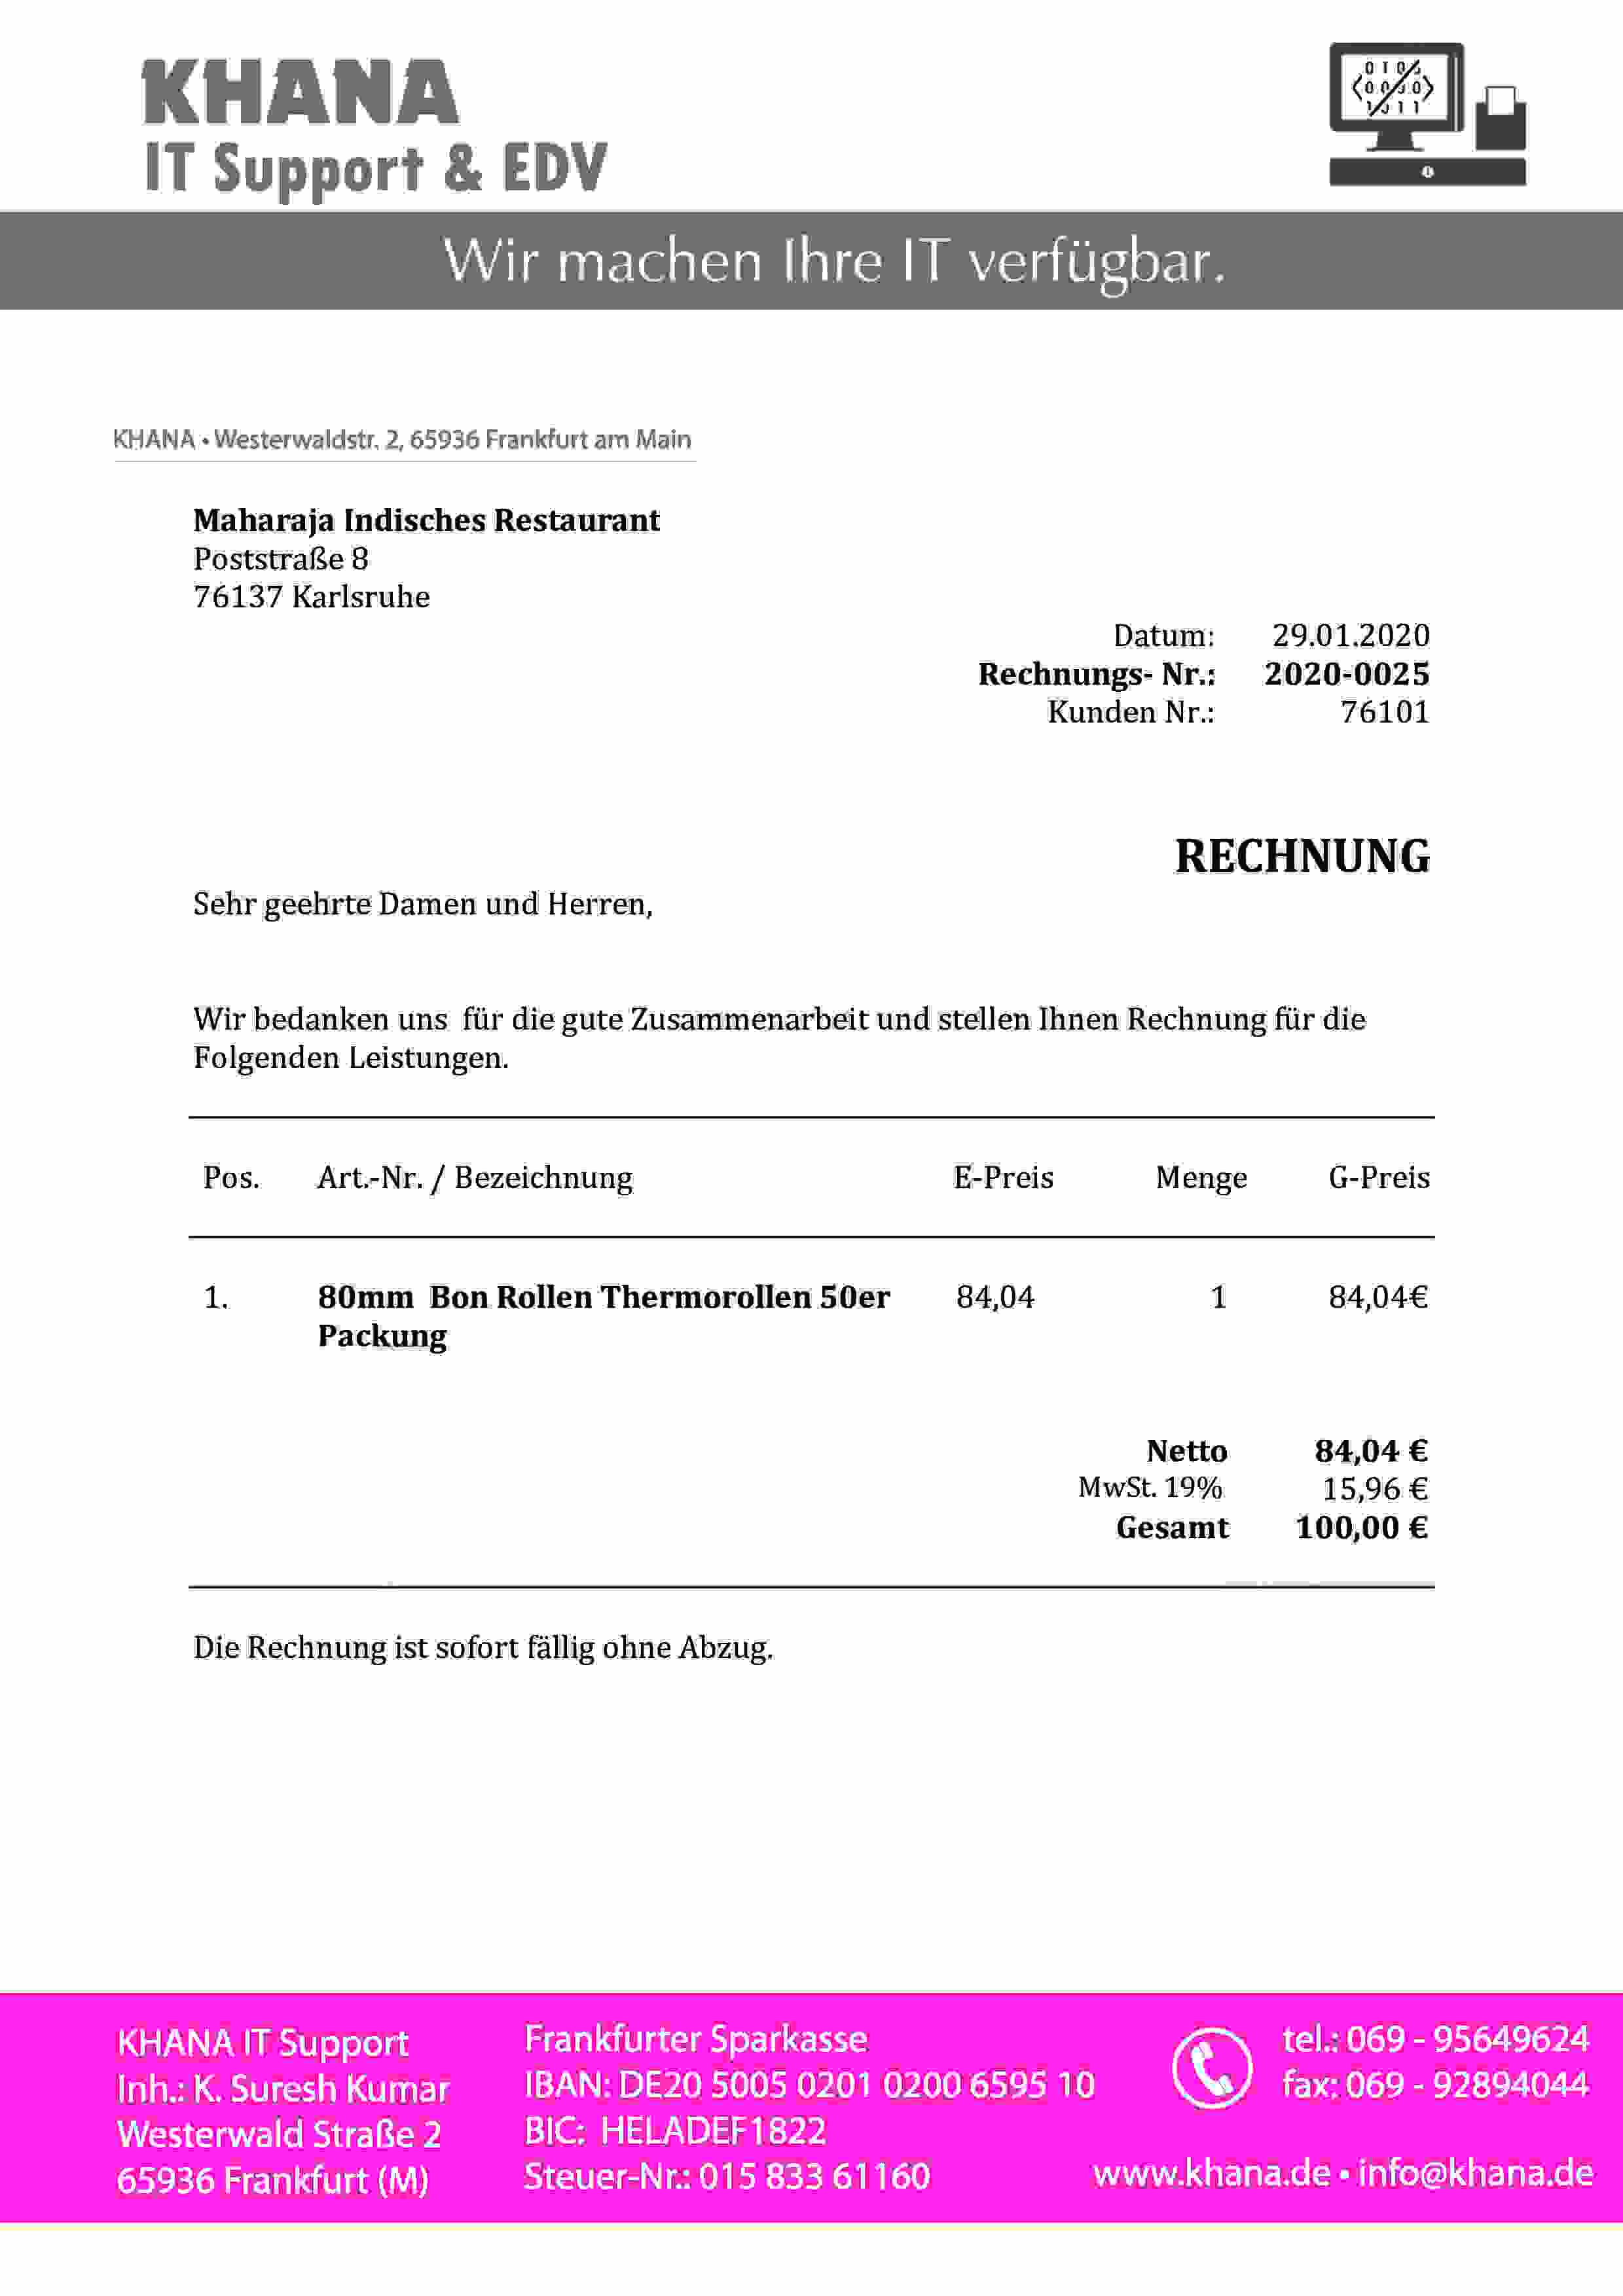 KHANA
IT Support & EDV
Wir machen Ihre IT verfügbar.
KHANA • Westerwaldstr. 2, 65936 Frankfurt am Main
Maharaja Indisches Restaurant
Poststraße 8
76137 Karlsruhe
Datum: 29.01.2020
Rechnungs- Nr.: 2020-0025
Kunden Nr.: 76101
RECHNUNG
Sehr geehrte Damen und Herren,
Wir bedanken uns für die gute Zusammenarbeit und stellen Ihnen Rechnung für die
Folgenden Leistungen.
Pos. Art.-Nr. / Bezeichnung E-Preis Menge G-Preis
1. 80mm Bon Rollen Thermorollen 50er 84,04 1 84,04€
Packung
Netto 84,04 €
MwSt. 19% 15,96 €
Gesamt 100,00 €
Die Rechnung ist sofort fällig ohne Abzug.
KHANA IT Support
Inh.: K. Suresh Kumar
Westerwald Straße 2
65936 Frankfurt (M)
Frankfurter Sparkasse
IBAN: DE20 5005 0201 0200 6595 10
BIC: HELADEF1822
Steuer-Nr.: 015 833 61160
tel.: 069 - 95649624
fax: 069 - 92894044
www.khana.de • info@khana.de